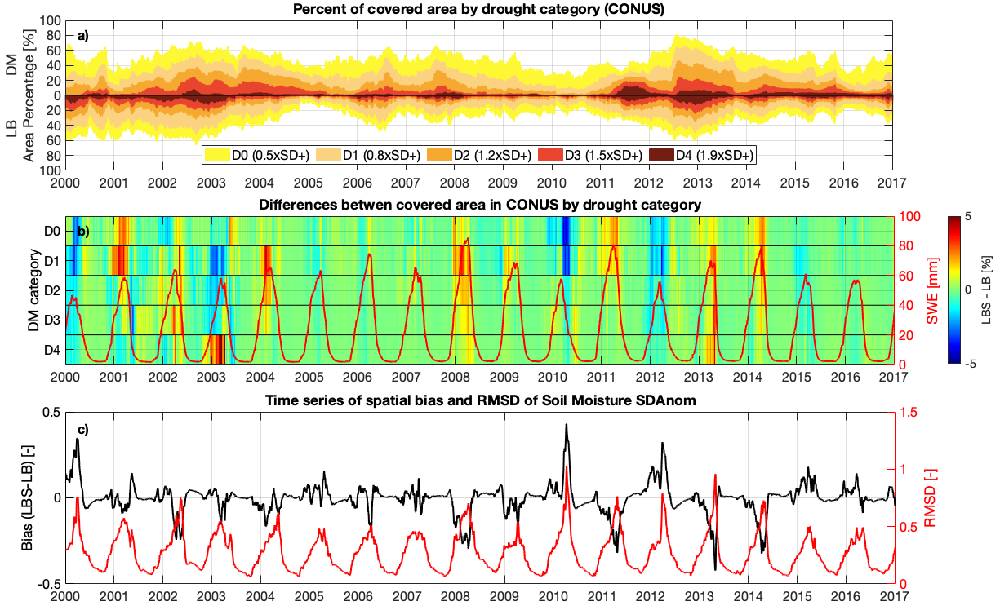 Percent of covered area by drought category (CONUS)
a)
DM
LB
Area Percentage [%]
100
80
60
40
20
0
20
40
60
80
100
D0 (0.5xSD+) D1 (0.8xSD+) D2 (1.2xSD+) D3 (1.5xSD+) D4 (1.9xSD+)
2000 2001 2002 2003 2004 2005 2006 2007 2008 2009 2010 2011 2012 2013 2014 2015 2016 2017
Differences betwen covered area in CONUS by drought category
b)
DM category
D0
D1
D2
D3
D4
100
80
60
40
20
0
SWE [mm]
5
0
-5
LBS - LB [%]
2000 2001 2002 2003 2004 2005 2006 2007 2008 2009 2010 2011 2012 2013 2014 2015 2016 2017
Time series of spatial bias and RMSD of Soil Moisture SDAnom
c)
Bias (LBS-LB) [-]
0.5
0
-0.5
1.5
1
0.5
0
RMSD [-]
2000 2001 2002 2003 2004 2005 2006 2007 2008 2009 2010 2011 2012 2013 2014 2015 2016 2017